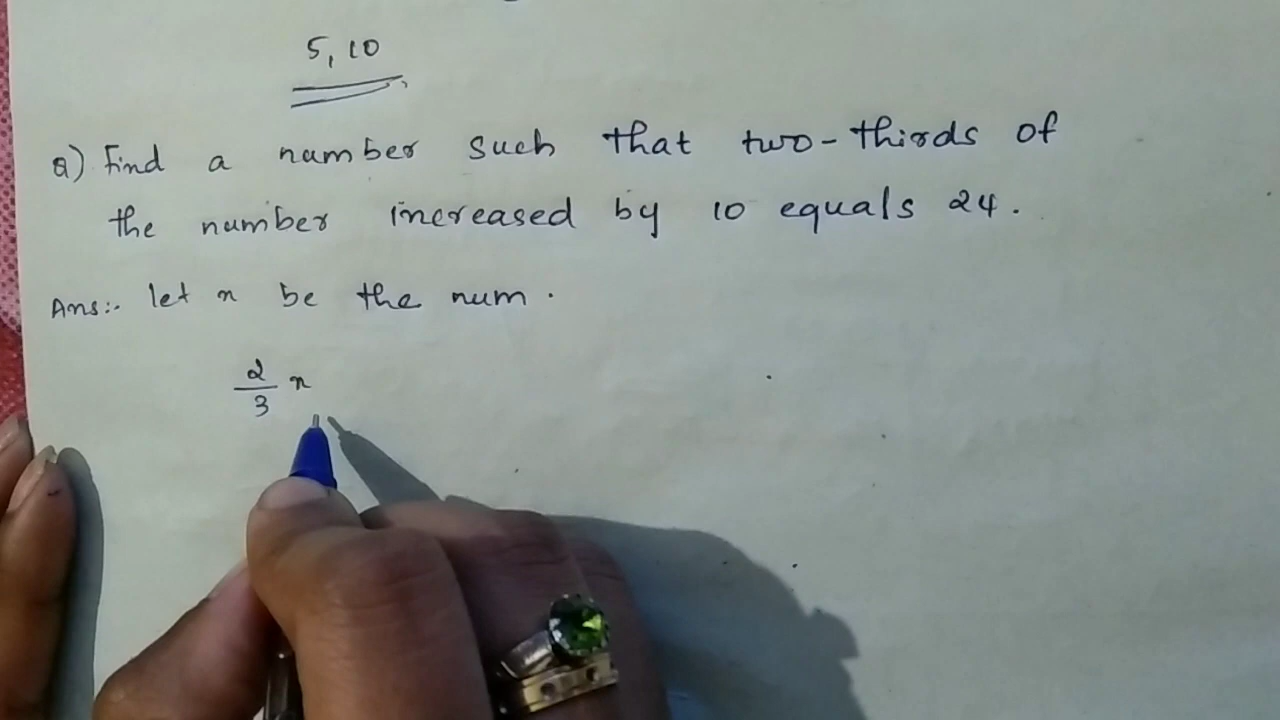 5, 10
Q) Find a number such that two-thirds of
the number increased by 10 equals 24.
Ans:- let x be the num.
2/3 x